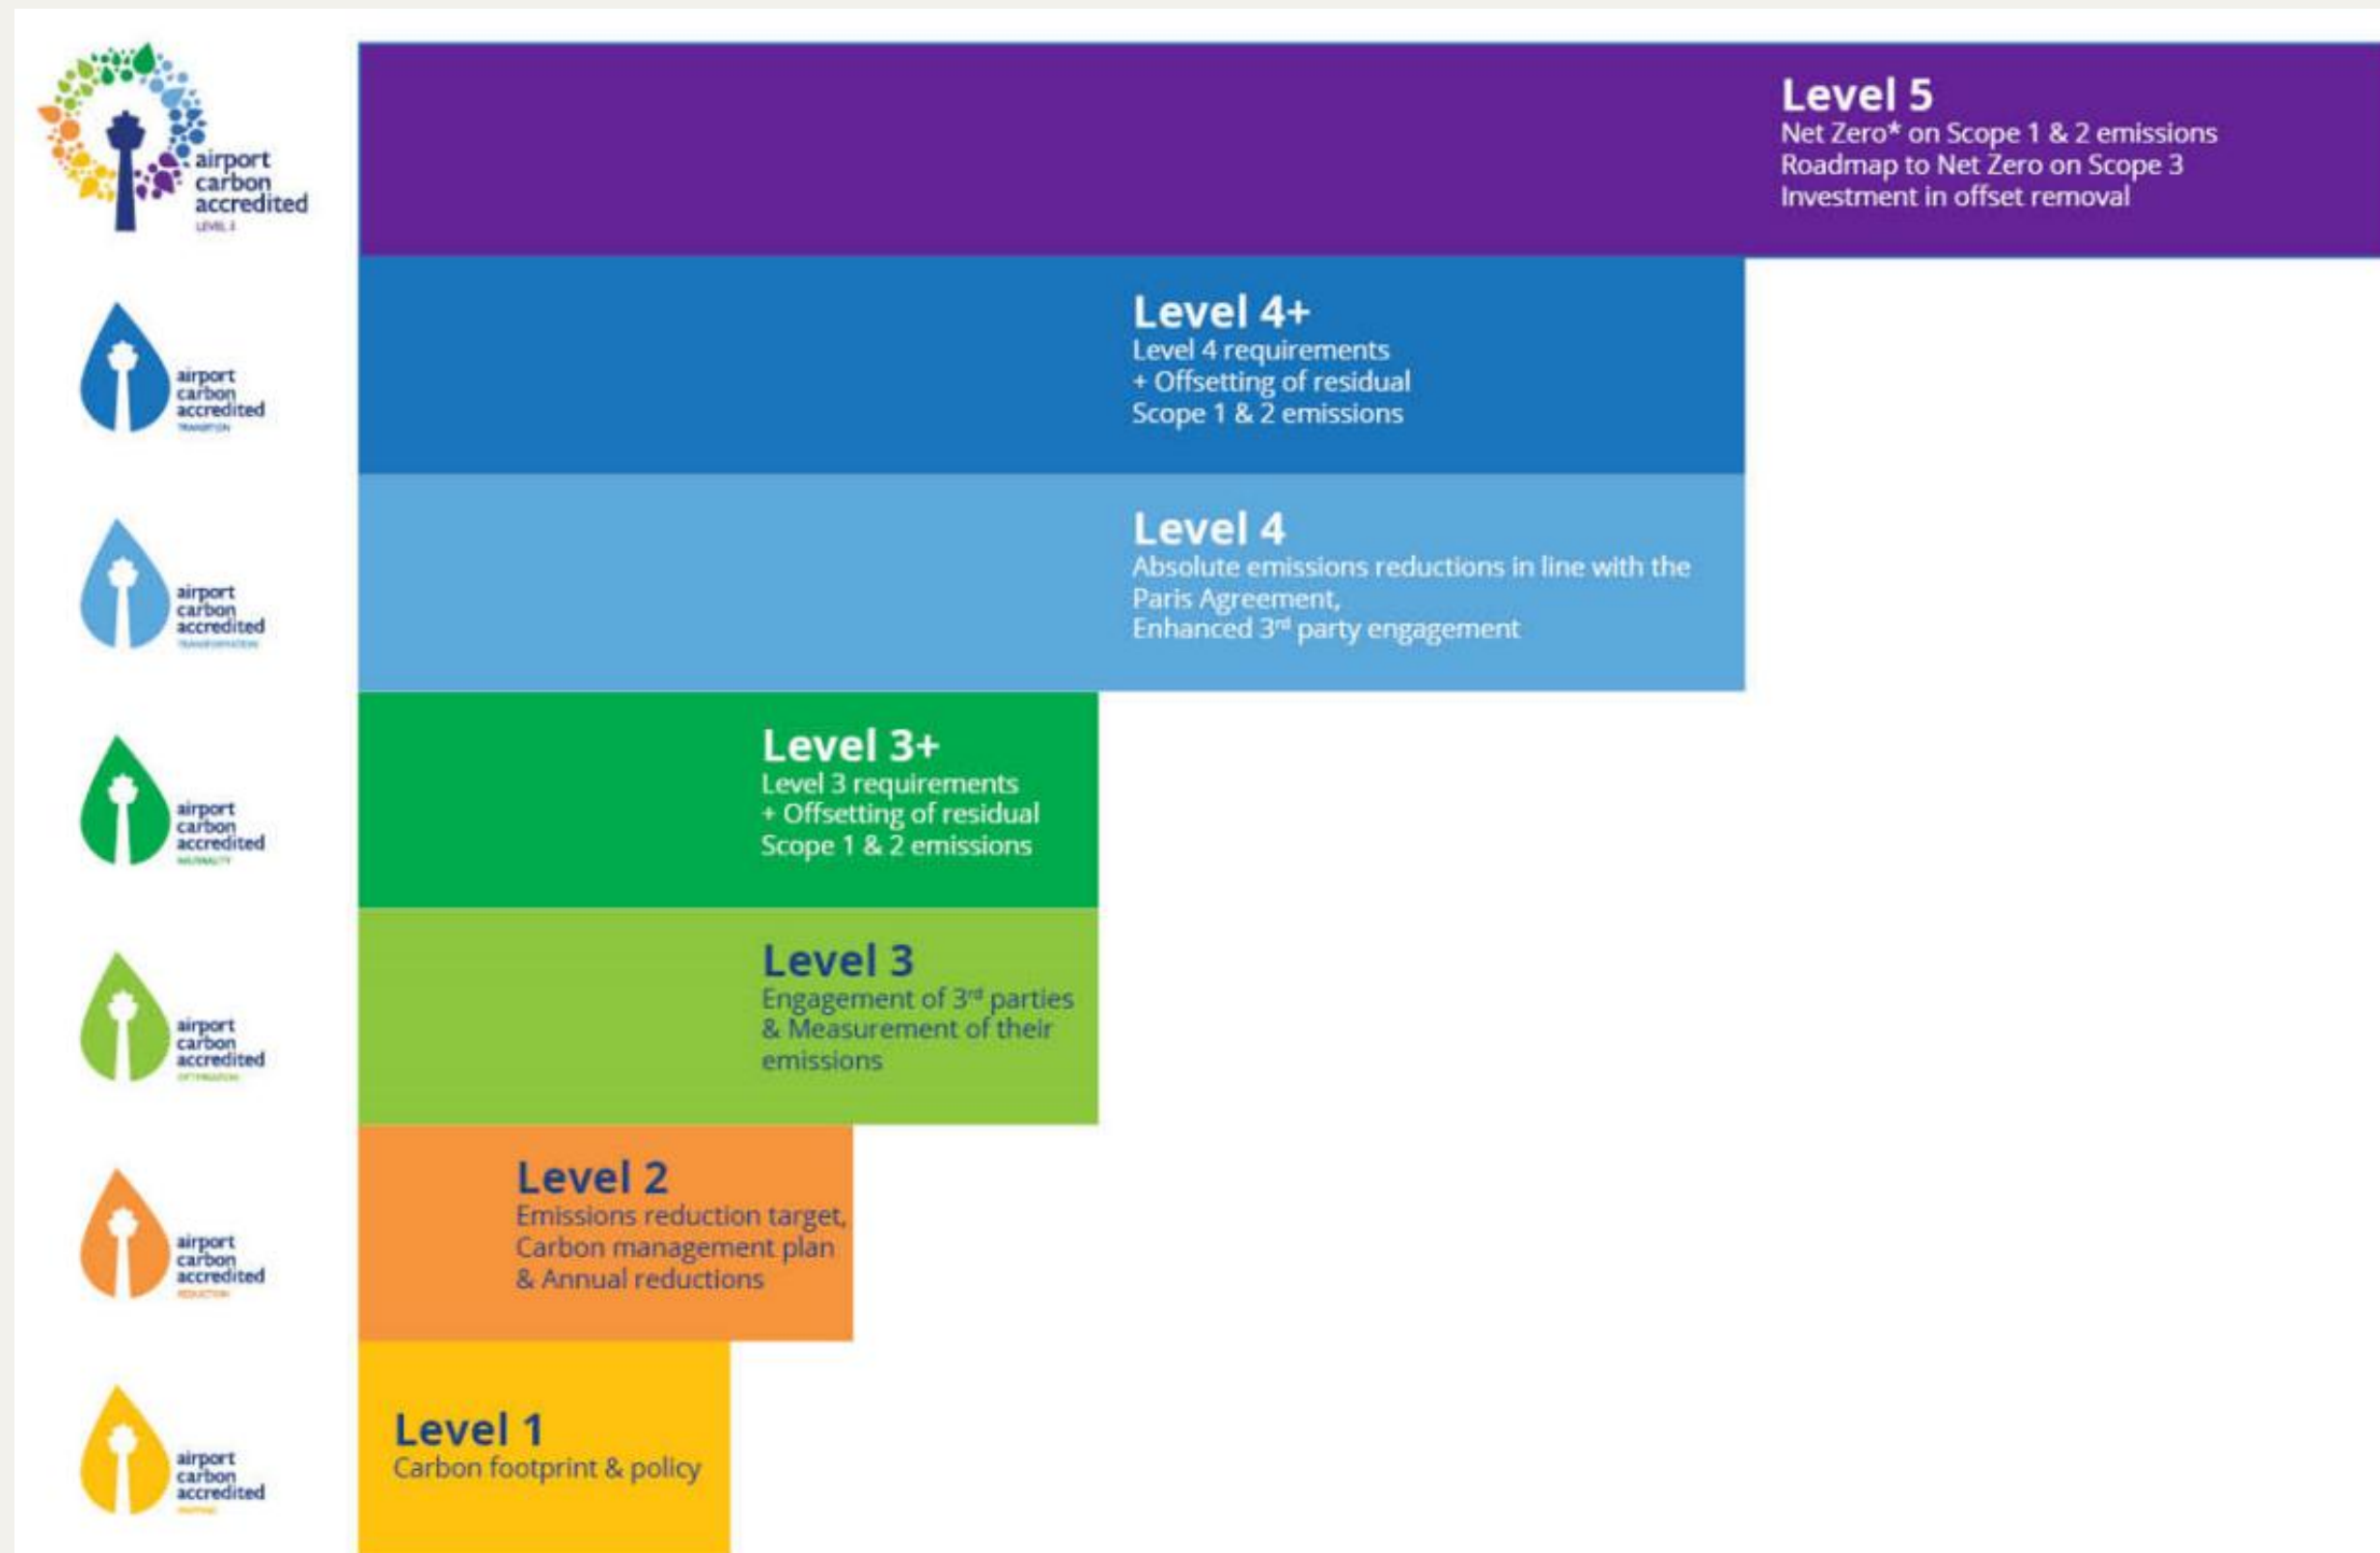 airport
carbon
accredited
Level 5
Net Zero* on Scope 1 & 2 emissions
Roadmap to Net Zero on Scope 3
Investment in offset removal
airport
carbon
accredited
TRANSITION
Level 4+
Level 4 requirements
+ Offsetting of residual
Scope 1 & 2 emissions
airport
carbon
accredited
TRANSFORMATION
Level 4
Absolute emissions reductions in line with the
Paris Agreement,
Enhanced 3rd party engagement
airport
carbon
accredited
NEUTRALITY
Level 3+
Level 3 requirements
+ Offsetting of residual
Scope 1 & 2 emissions
airport
carbon
accredited
Level 3
Engagement of 3rd parties
& Measurement of their
emissions
airport
carbon
accredited
REDUCTION
Level 2
Emissions reduction target,
Carbon management plan
& Annual reductions
airport
carbon
accredited
Level 1
Carbon footprint & policy